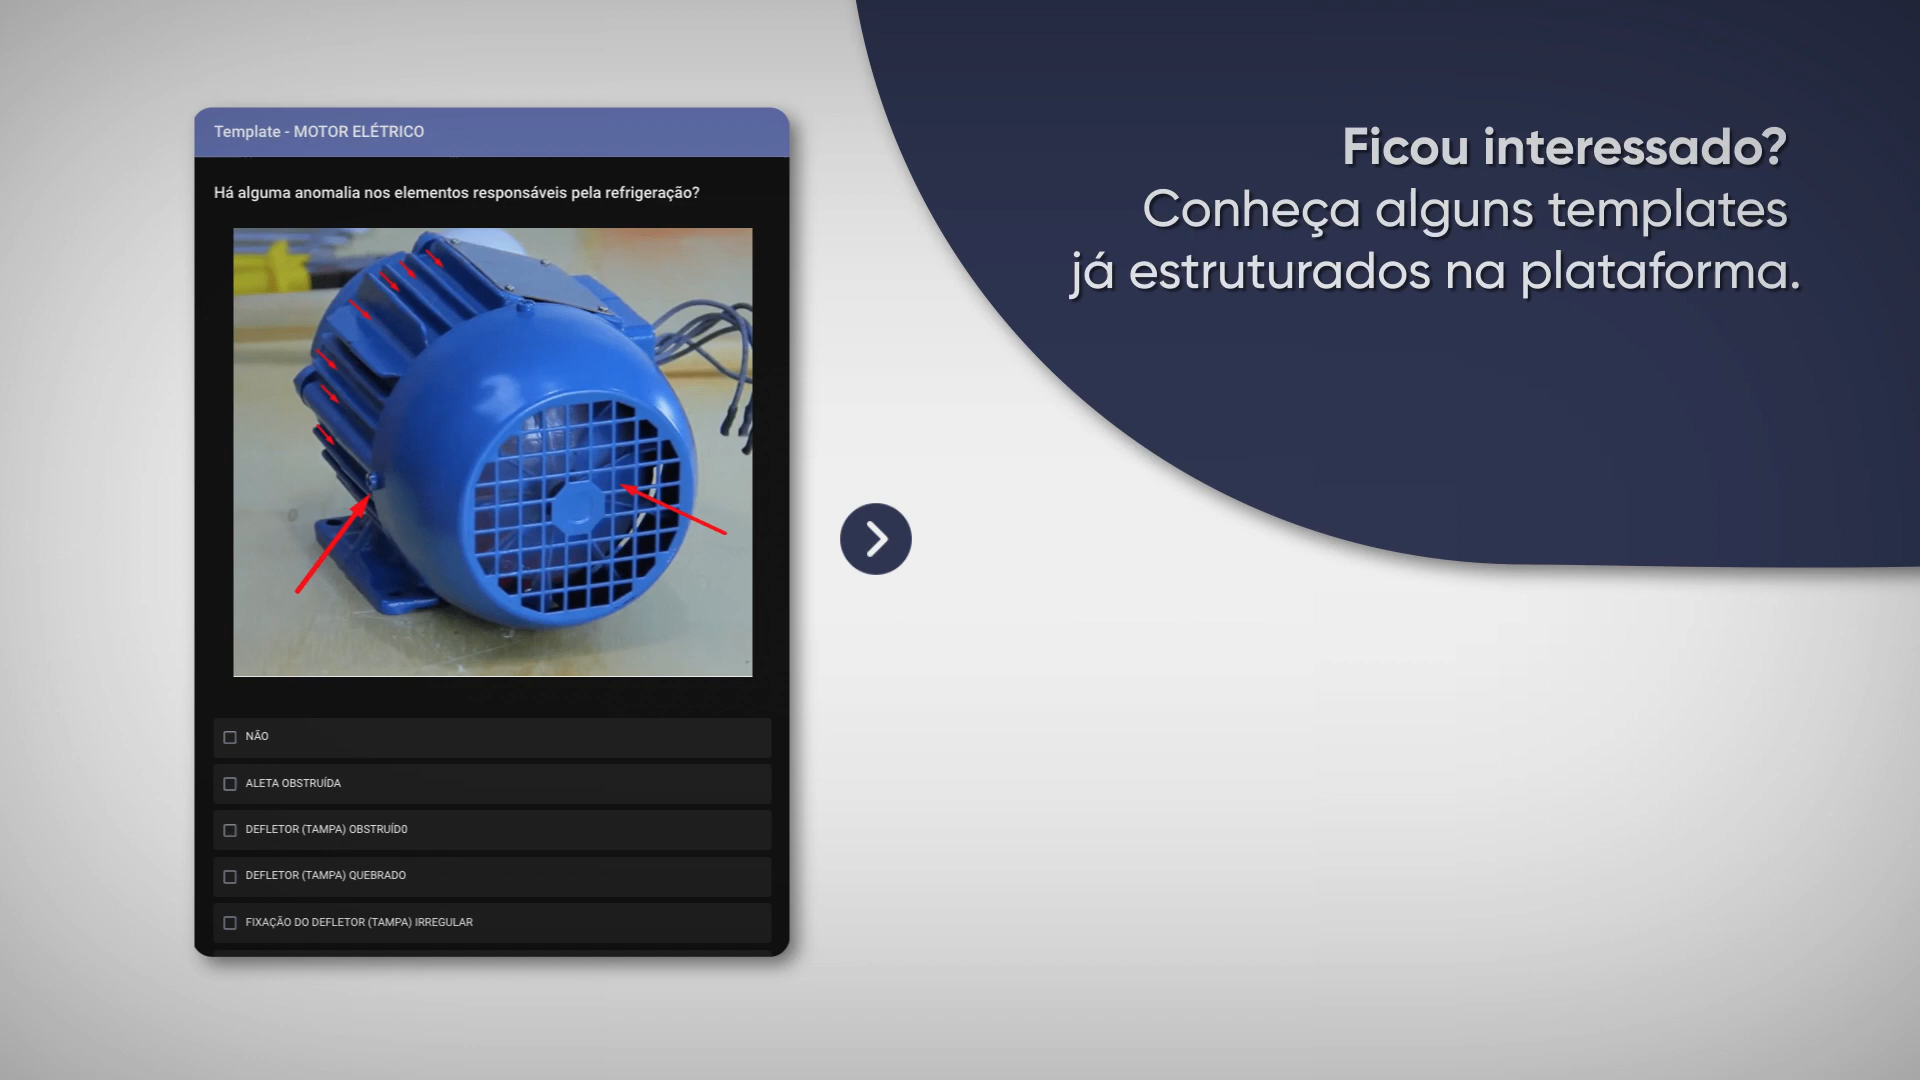 Template - MOTOR ELÉTRICO
Há alguma anomalia nos elementos responsáveis pela refrigeração?
NÃO
ALETA OBSTRUÍDA
DEFLETOR (TAMPA) OBSTRUÍDO
DEFLETOR (TAMPA) QUEBRADO
FIXAÇÃO DO DEFLETOR (TAMPA) IRREGULAR
Ficou interessado?
Conheça alguns templates
já estruturados na plataforma.